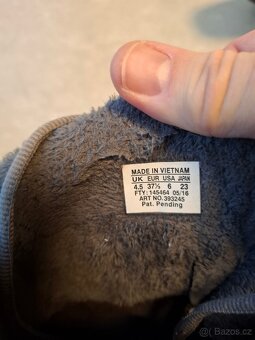 MADE IN VIETNAM
UK EUR USA JAPAN
4.5 37½ 6 23
FTY: 145464 05/16
ART NO. 393245
Pat. Pending
Bazos.cz